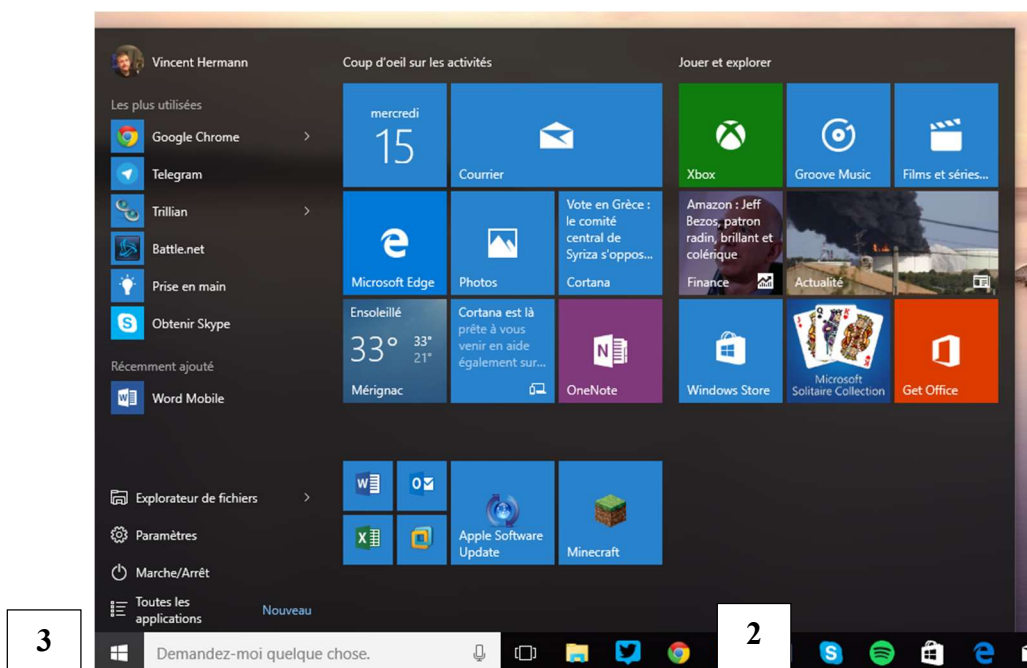 Vincent Hermann
Les plus utilisées
Google Chrome
Telegram
Trillian
Battle.net
Prise en main
Obtenir Skype
Récemment ajouté
Word Mobile
Explorateur de fichiers
Paramètres
Marche/Arrêt
Toutes les
applications
Nouveau
Coup d'oeil sur les activités
mercredi
15
Courrier
Microsoft Edge
Photos
Vote en Grèce :
le comité
central de
Syriza s'oppos...
Cortana
Ensoleillé
33° 33°
21°
Mérignac
Cortana est là
prête à vous
venir en aide
également sur...
OneNote
Apple Software
Update
Minecraft
Jouer et explorer
Xbox
Groove Music
Films et séries...
Amazon : Jeff
Bezos, patron
radin, brillant et
colérique
Finance
Actualité
Windows Store
Microsoft
Solitaire Collection
Get Office
3
Demandez-moi quelque chose.
2